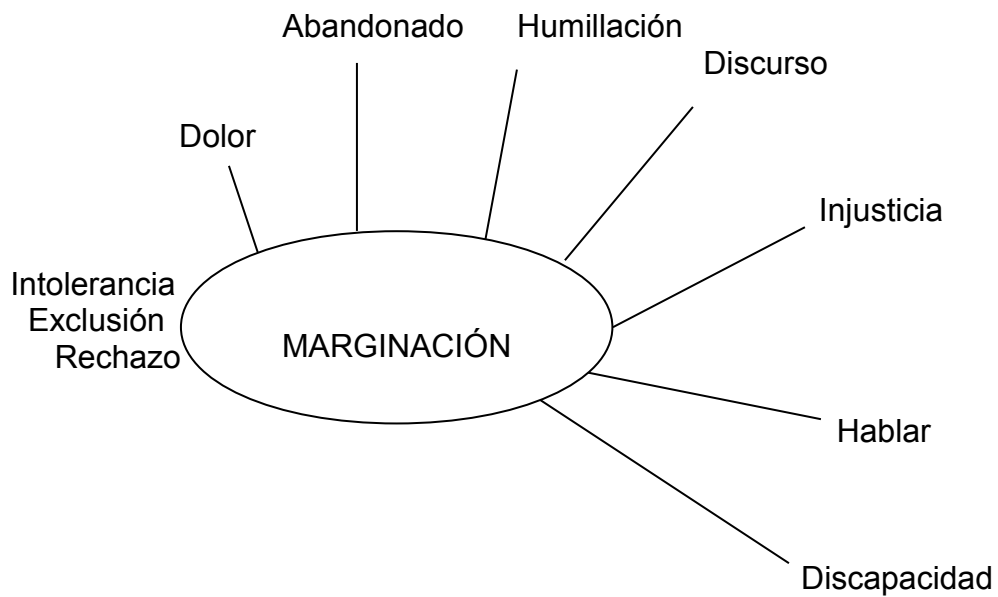 Abandonado
Humillación
Discurso
Dolor
Injusticia
Intolerancia
Exclusión
Rechazo
MARGINACIÓN
Hablar
Discapacidad